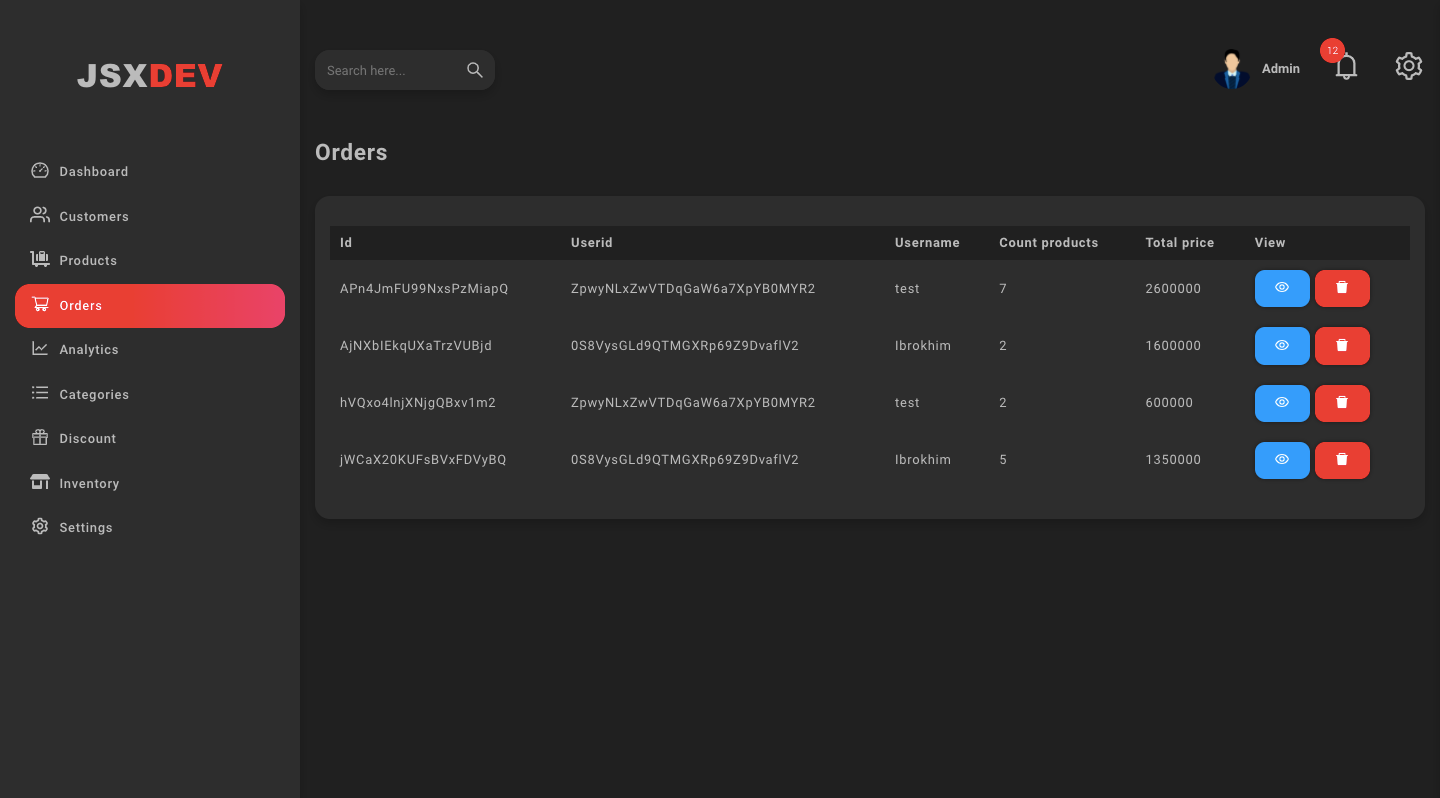 JSXDEV
Dashboard
Customers
Products
Orders
Analytics
Categories
Discount
Inventory
Settings
Search here...
Admin
12
Orders
Id Userid Username Count products Total price View
APn4JmFU99NxsPzMiapQ ZpwyNLxZwVTDqGaW6a7XpYB0MYR2 test 7 2600000
AjNXbIEkqUXaTrzVUBjd 0S8VysGLd9QTMGXRp69Z9DvaflV2 Ibrokhim 2 1600000
hVQxo4lnjXNjgQBxv1m2 ZpwyNLxZwVTDqGaW6a7XpYB0MYR2 test 2 600000
jWCaX20KUFsBVxFDVyBQ 0S8VysGLd9QTMGXRp69Z9DvaflV2 Ibrokhim 5 1350000